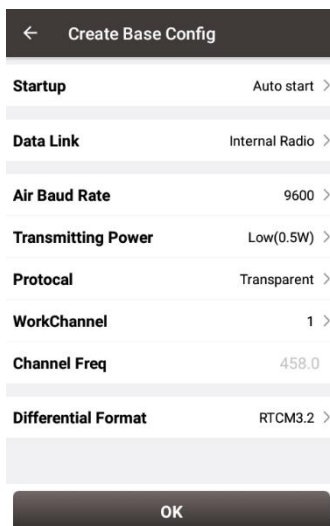 Create Base Config
Startup Auto start
Data Link Internal Radio
Air Baud Rate 9600
Transmitting Power Low(0.5W)
Protocal Transparent
WorkChannel 1
Channel Freq 458.0
Differential Format RTCM3.2
OK